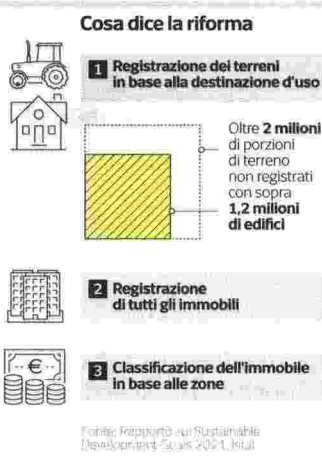 Cosa dice la riforma
1 Registrazione dei terreni
in base alla destinazione d'uso
Oltre 2 milioni
di porzioni
di terreno
non registrati
con sopra
1,2 milioni
di edifici
2 Registrazione
di tutti gli immobili
€
3 Classificazione dell'immobile
in base alle zone
Fonte: Rapporto sui Sustainable
Development Goals 2021, Istat